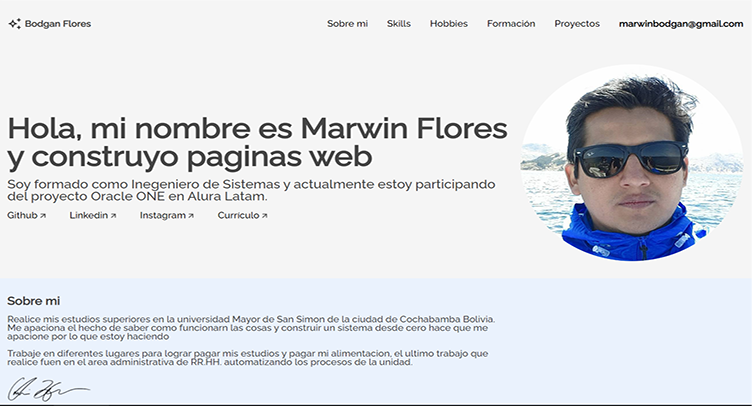 Bodgan Flores
Sobre mi Skills Hobbies Formación Proyectos marwinbodgan@gmail.com
Hola, mi nombre es Marwin Flores
y construyo paginas web
Soy formado como Inegeniero de Sistemas y actualmente estoy participando
del proyecto Oracle ONE en Alura Latam.
Github Linkedin Instagram Currículo
Sobre mi
Realice mis estudios superiores en la universidad Mayor de San Simon de la ciudad de Cochabamba Bolivia.
Me apaciona el hecho de saber como funcionarn las cosas y construir un sistema desde cero hace que me
apacione por lo que estoy haciendo
Trabaje en diferentes lugares para lograr pagar mis estudios y pagar mi alimentacion, el ultimo trabajo que
realice fuen en el area administrativa de RR.HH. automatizando los procesos de la unidad.